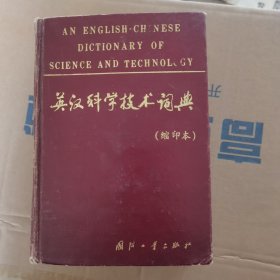 AN ENGLISH-CHINESE
DICTIONARY OF
SCIENCE AND TECHNOLOGY
英汉科学技术词典
(缩印本)
国防工业出版社